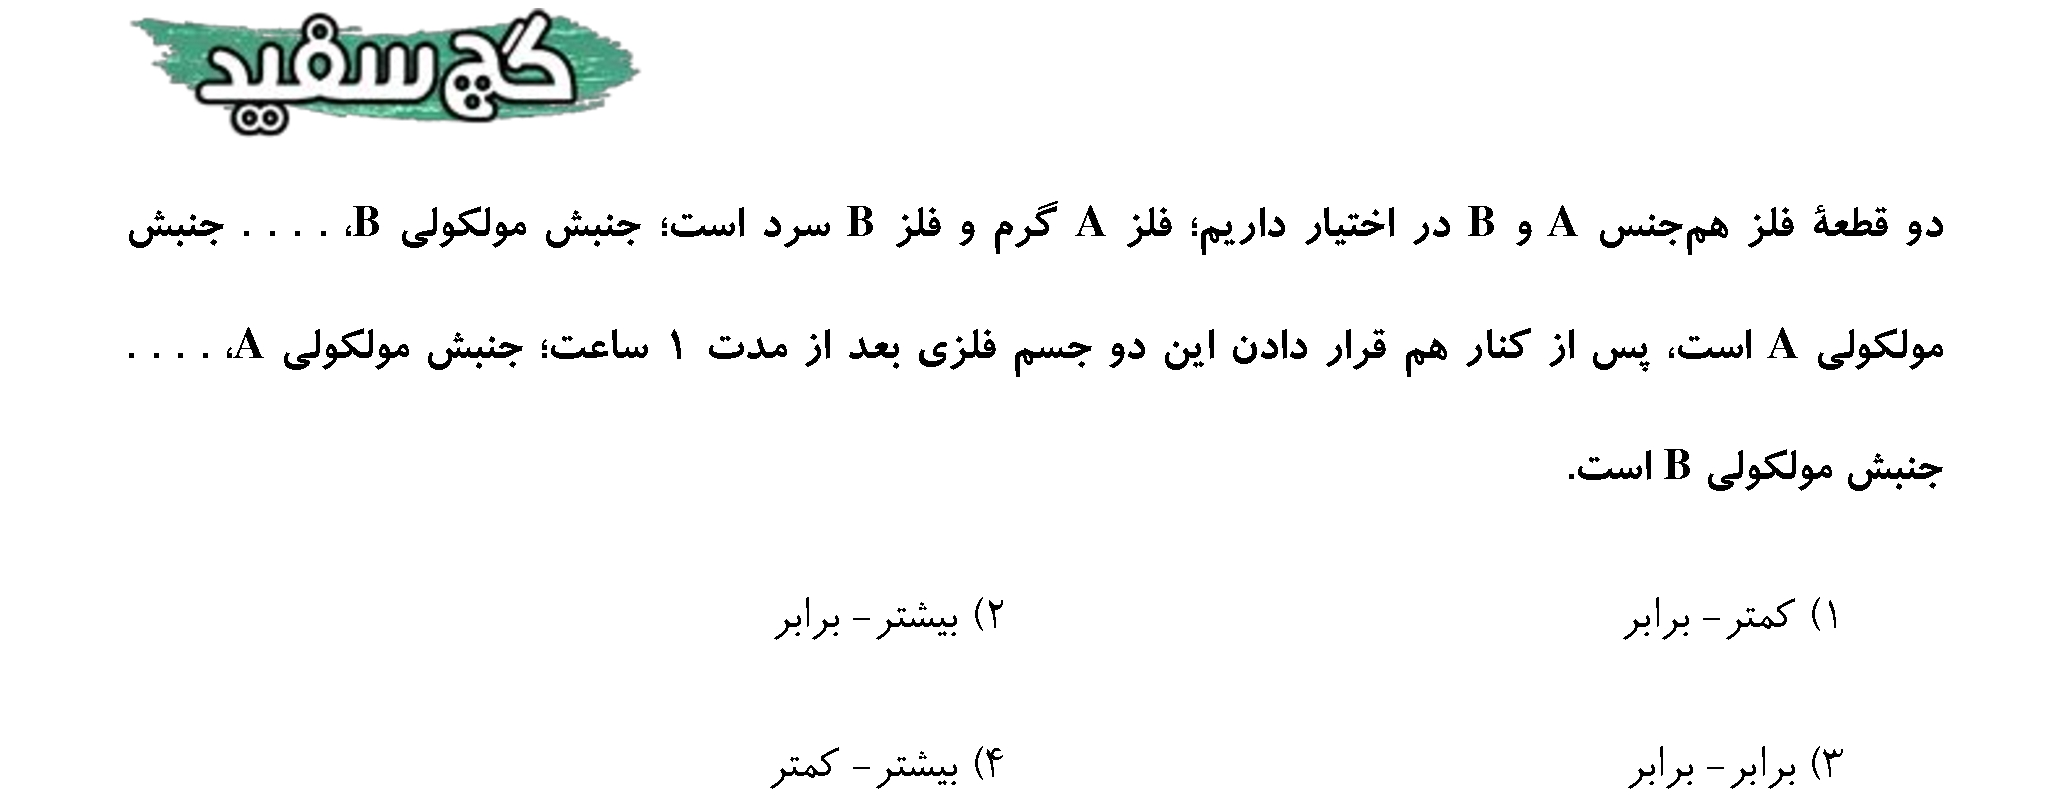 گچ سفید
دو قطعهٔ فلز هم‌جنس A و B در اختیار داریم؛ فلز A گرم و فلز B سرد است؛ جنبش مولکولی B، . . . . جنبش
مولکولی A است، پس از کنار هم قرار دادن این دو جسم فلزی بعد از مدت ۱ ساعت؛ جنبش مولکولی A، . . . .
جنبش مولکولی B است.
۱) کمتر – برابر
۲) بیشتر – برابر
۳) برابر – برابر
۴) بیشتر – کمتر